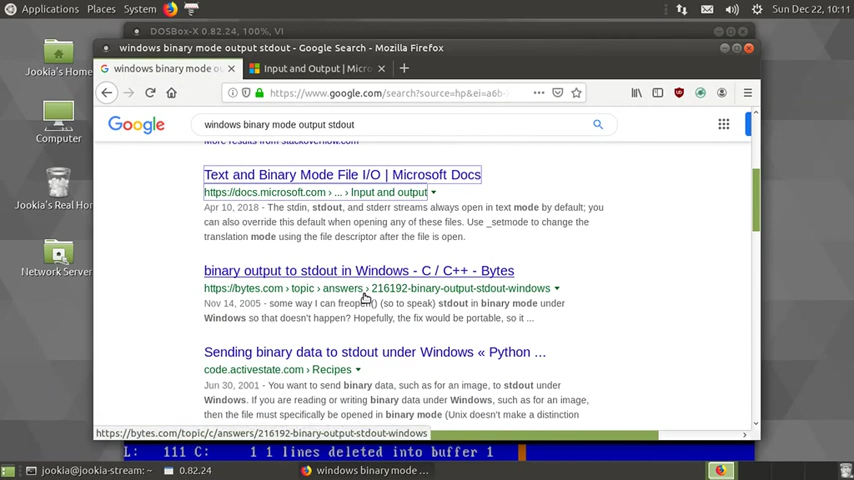 Applications Places System
Sun Dec 22, 10:11
DOSBox-X 0.82.24, 100%, VI
windows binary mode output stdout - Google Search - Mozilla Firefox
windows binary mode ou
Input and Output | Micro
https://www.google.com/search?source=hp&ei=a6b-
Google
windows binary mode output stdout
More results from stackoverflow.com
Text and Binary Mode File I/O | Microsoft Docs
https://docs.microsoft.com › ... › Input and output
Apr 10, 2018 - The stdin, stdout, and stderr streams always open in text mode by default; you
can also override this default when opening any of these files. Use _setmode to change the
translation mode using the file descriptor after the file is open.
binary output to stdout in Windows - C / C++ - Bytes
https://bytes.com › topic › answers › 216192-binary-output-stdout-windows
Nov 14, 2005 - some way I can freopen() (so to speak) stdout in binary mode under
Windows so that doesn't happen? Hopefully, the fix would be portable, so it ...
Sending binary data to stdout under Windows « Python ...
code.activestate.com › Recipes
Jun 30, 2001 - You want to send binary data, such as for an image, to stdout under
Windows. If you are reading or writing binary data under Windows, such as for an image,
then the file must specifically be opened in binary mode (Unix doesn't make a distinction
https://bytes.com/topic/c/answers/216192-binary-output-stdout-windows
Jookia's Home
Computer
Jookia's Real Hom
Network Servers
L: 111 C: 1 1 lines deleted into buffer 1
jookia@jookia-stream: ~
0.82.24
windows binary mode ...